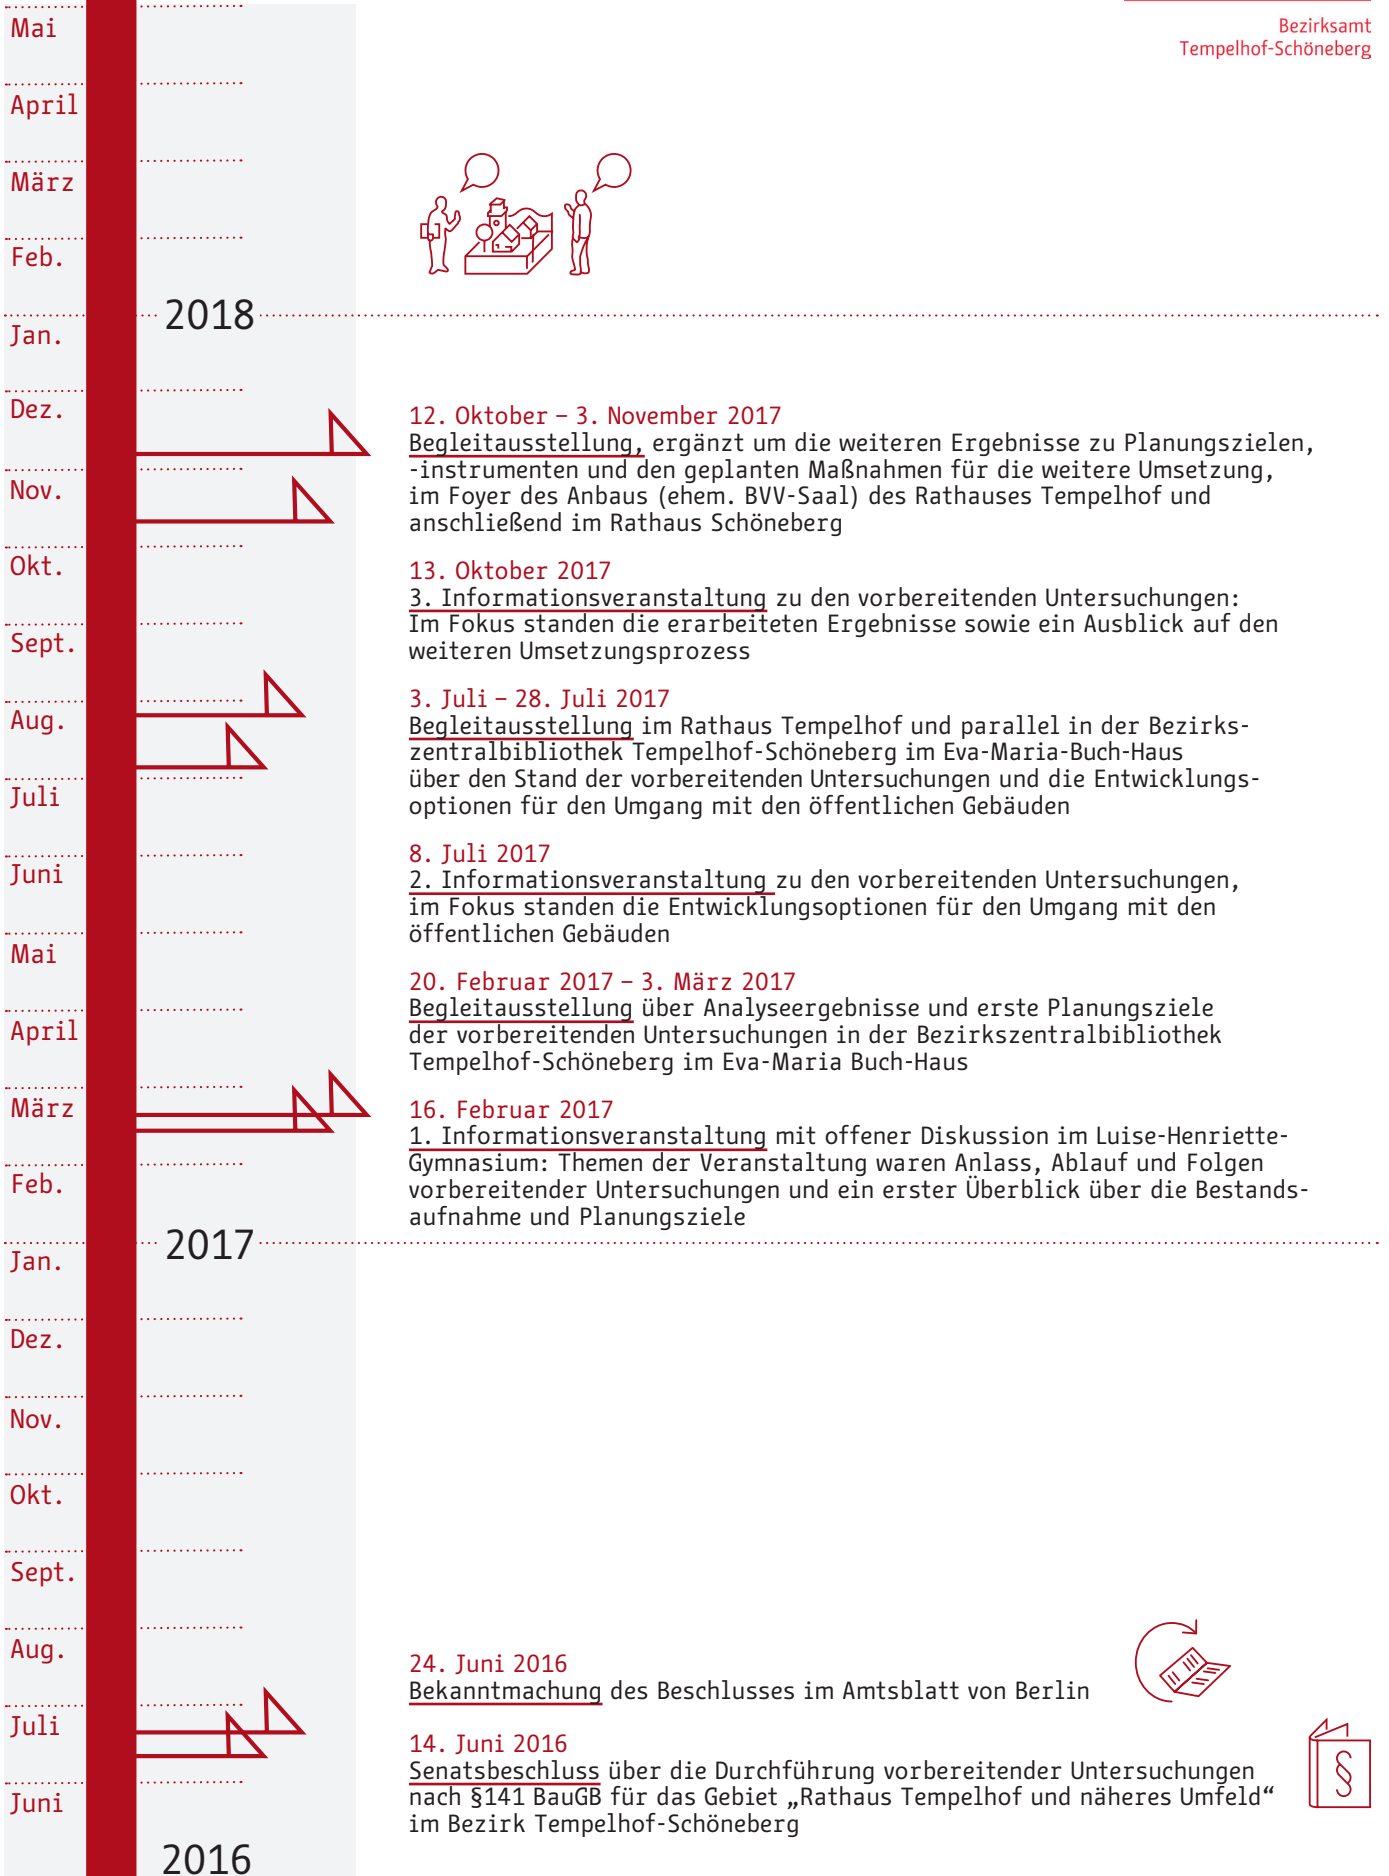 Bezirksamt
Tempelhof-Schöneberg
Mai
April
März
Feb.
2018
Jan.
Dez.
Nov.
Okt.
Sept.
Aug.
Juli
Juni
Mai
April
März
Feb.
2017
Jan.
Dez.
Nov.
Okt.
Sept.
Aug.
Juli
Juni
2016
12. Oktober – 3. November 2017
Begleitausstellung, ergänzt um die weiteren Ergebnisse zu Planungszielen,
-instrumenten und den geplanten Maßnahmen für die weitere Umsetzung,
im Foyer des Anbaus (ehem. BVV-Saal) des Rathauses Tempelhof und
anschließend im Rathaus Schöneberg
13. Oktober 2017
3. Informationsveranstaltung zu den vorbereitenden Untersuchungen:
Im Fokus standen die erarbeiteten Ergebnisse sowie ein Ausblick auf den
weiteren Umsetzungsprozess
3. Juli – 28. Juli 2017
Begleitausstellung im Rathaus Tempelhof und parallel in der Bezirks-
zentralbibliothek Tempelhof-Schöneberg im Eva-Maria-Buch-Haus
über den Stand der vorbereitenden Untersuchungen und die Entwicklungs-
optionen für den Umgang mit den öffentlichen Gebäuden
8. Juli 2017
2. Informationsveranstaltung zu den vorbereitenden Untersuchungen,
im Fokus standen die Entwicklungsoptionen für den Umgang mit den
öffentlichen Gebäuden
20. Februar 2017 – 3. März 2017
Begleitausstellung über Analyseergebnisse und erste Planungsziele
der vorbereitenden Untersuchungen in der Bezirkszentralbibliothek
Tempelhof-Schöneberg im Eva-Maria Buch-Haus
16. Februar 2017
1. Informationsveranstaltung mit offener Diskussion im Luise-Henriette-
Gymnasium: Themen der Veranstaltung waren Anlass, Ablauf und Folgen
vorbereitender Untersuchungen und ein erster Überblick über die Bestands-
aufnahme und Planungsziele
24. Juni 2016
Bekanntmachung des Beschlusses im Amtsblatt von Berlin
14. Juni 2016
Senatsbeschluss über die Durchführung vorbereitender Untersuchungen
nach §141 BauGB für das Gebiet „Rathaus Tempelhof und näheres Umfeld“
im Bezirk Tempelhof-Schöneberg
§